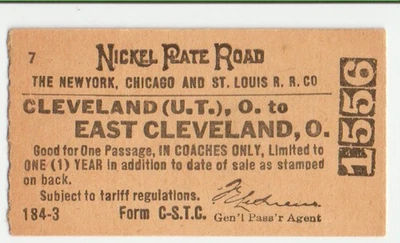 7 NICKEL PLATE ROAD
THE NEWYORK, CHICAGO AND ST. LOUIS R. R. CO
CLEVELAND (U.T.), O. to
EAST CLEVELAND, O.
Good for One Passage, IN COACHES ONLY, Limited to
ONE (1) YEAR in addition to date of sale as stamped
on back.
Subject to tariff regulations.
184-3 Form C-S.T.C. Gen'l Pass'r Agent
1556